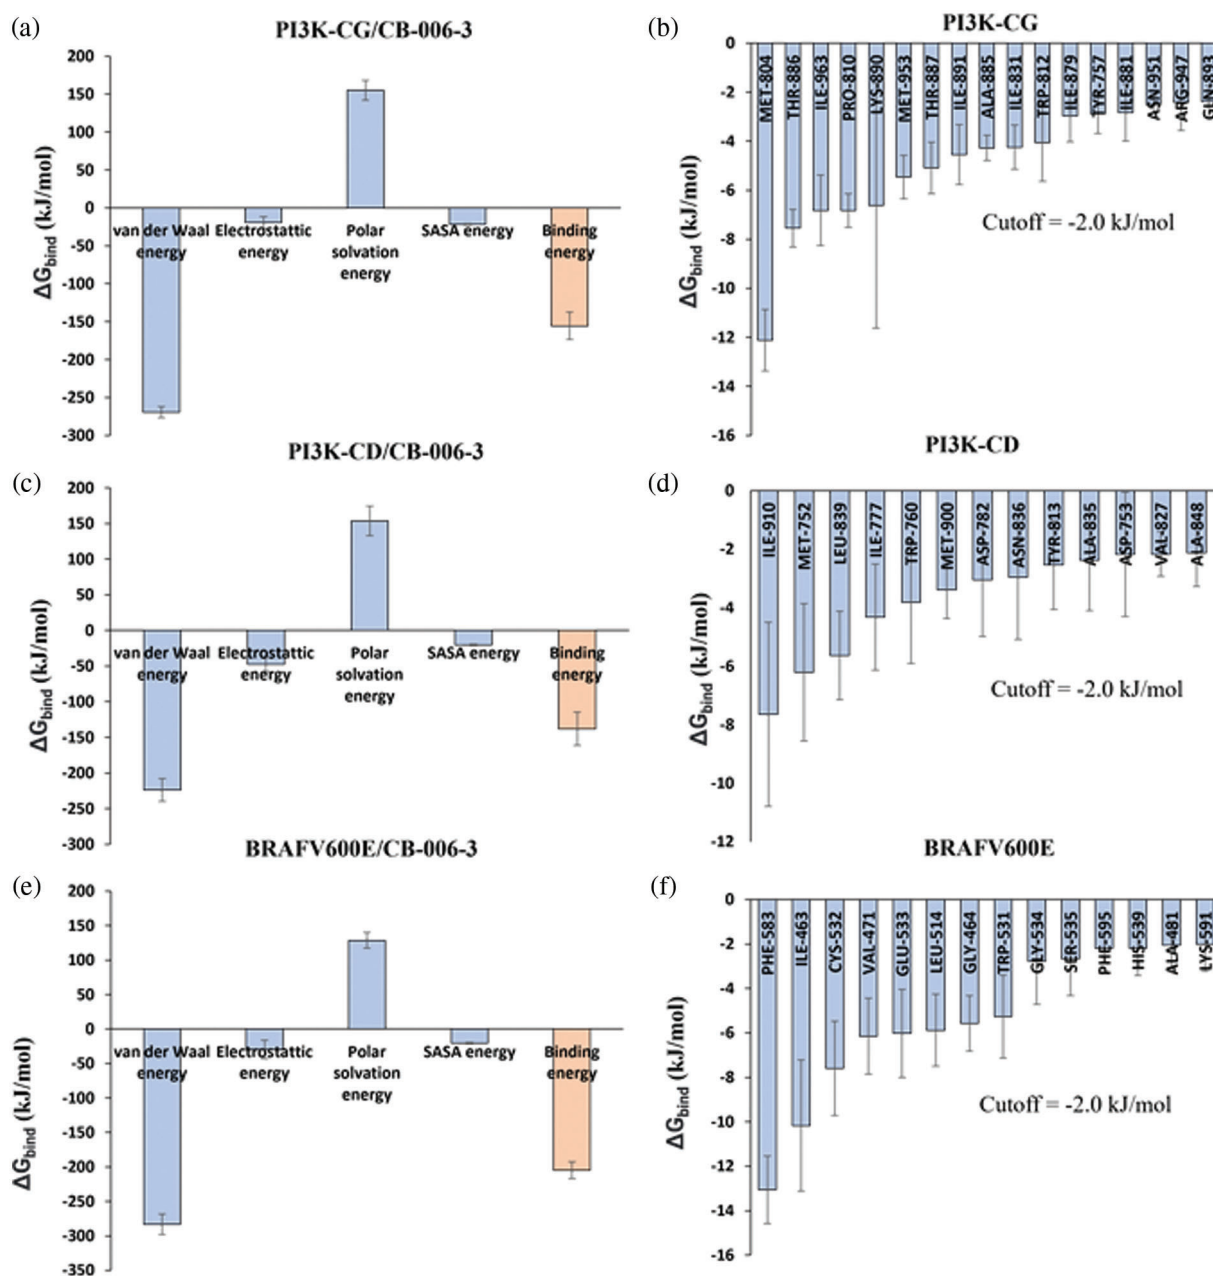 (a)
PI3K-CG/CB-006-3
200
150
100
50
0
-50
-100
-150
-200
-250
-300
ΔGbind (kJ/mol)
van der Waal energy
Electrostattic energy
Polar solvation energy
SASA energy
Binding energy
(b)
PI3K-CG
0
-2
-4
-6
-8
-10
-12
-14
-16
ΔGbind (kJ/mol)
MET-804
THR-886
ILE-963
PRO-810
LYS-890
MET-953
THR-887
ILE-891
ALA-885
ILE-831
TRP-812
ILE-879
TYR-757
ILE-881
ASN-951
ARG-947
GLN-893
Cutoff = -2.0 kJ/mol
(c)
PI3K-CD/CB-006-3
200
150
100
50
0
-50
-100
-150
-200
-250
-300
ΔGbind (kJ/mol)
van der Waal energy
Electrostattic energy
Polar solvation energy
SASA energy
Binding energy
(d)
PI3K-CD
0
-2
-4
-6
-8
-10
-12
ΔGbind (kJ/mol)
ILE-910
MET-752
LEU-839
ILE-777
TRP-760
MET-900
ASP-782
ASN-836
TYR-813
ALA-835
ASP-753
VAL-827
ALA-848
Cutoff = -2.0 kJ/mol
(e)
BRAFV600E/CB-006-3
200
150
100
50
0
-50
-100
-150
-200
-250
-300
-350
ΔGbind (kJ/mol)
van der Waal energy
Electrostattic energy
Polar solvation energy
SASA energy
Binding energy
(f)
BRAFV600E
0
-2
-4
-6
-8
-10
-12
-14
-16
ΔGbind (kJ/mol)
PHE-583
ILE-463
CYS-532
VAL-471
GLU-533
LEU-514
GLY-464
TRP-531
GLY-534
SER-535
PHE-595
HIS-539
ALA-481
LYS-591
Cutoff = -2.0 kJ/mol